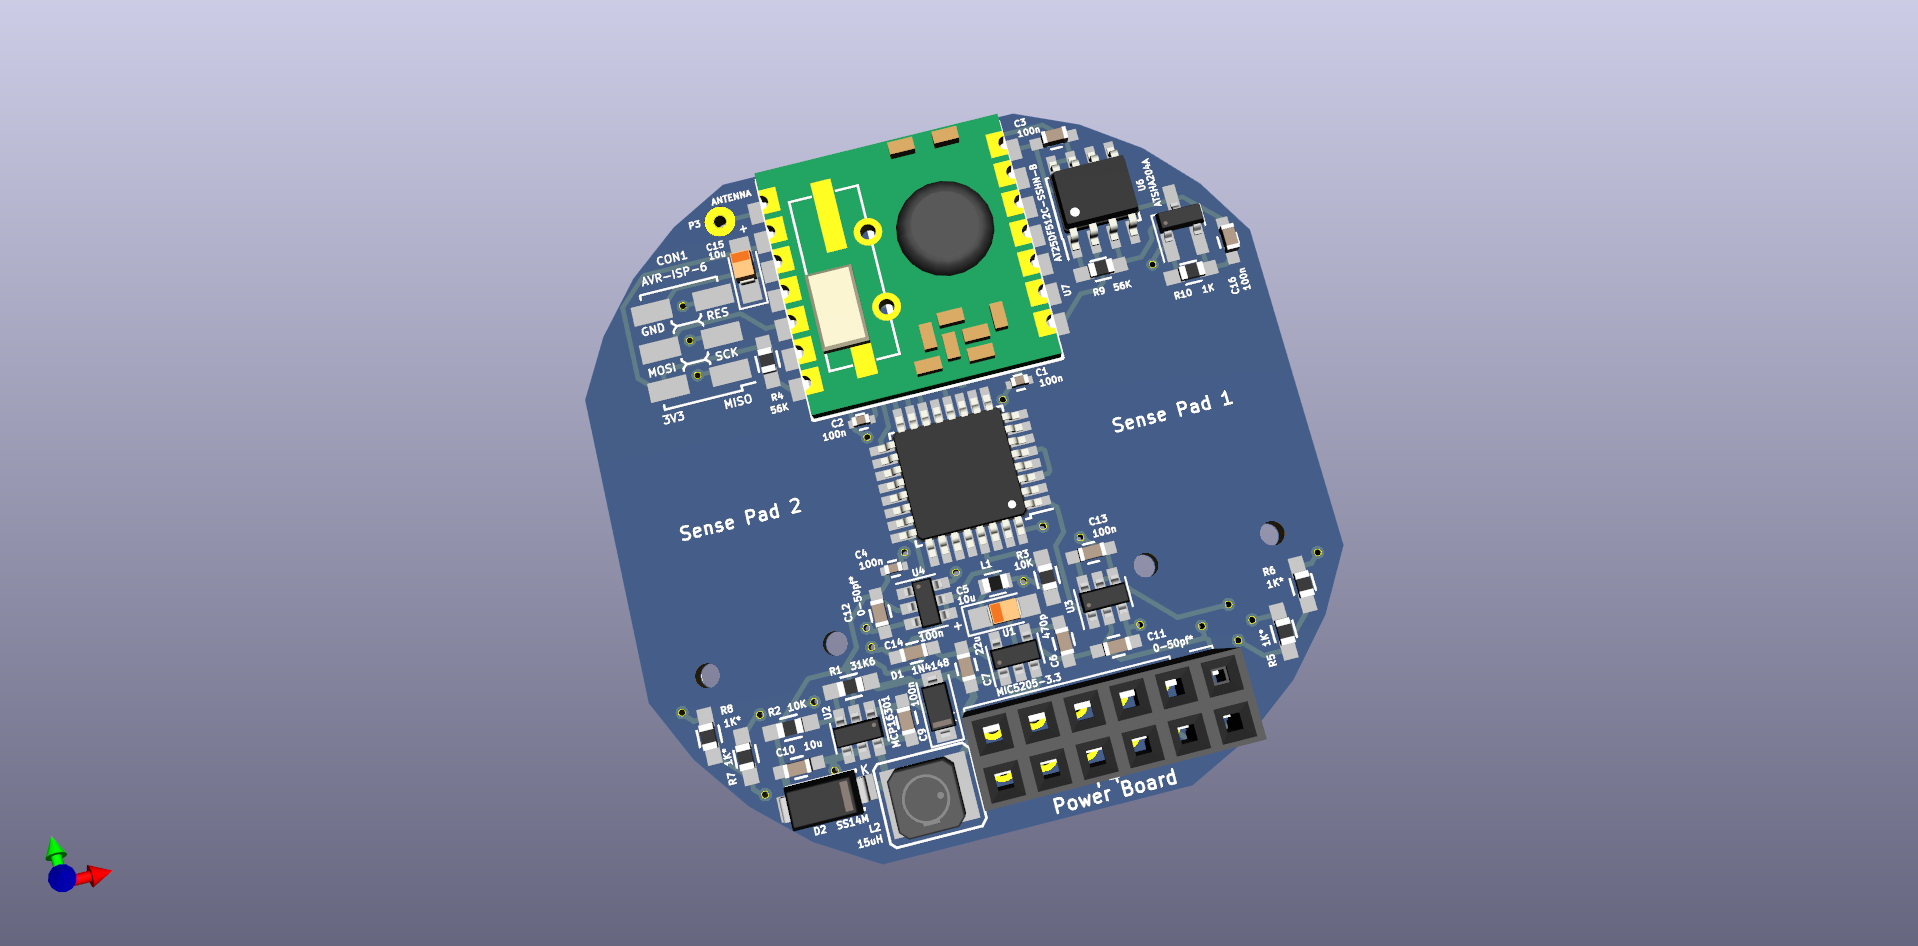 C3
100n
ANTENNA
P3
+
C15
10u
CON1
AVR-ISP-6
GND
RES
MOSI
SCK
3V3
MISO
R4
56K
AT25DF512C-SSHN-B
U7
U6
ATSHA204A
R9 56K
R10 1K
C16
100n
C1
100n
C2
100n
Sense Pad 1
Sense Pad 2
C13
100n
C4
100n
U4
L1
R3
10K
C5
10u
C12
0-50pf*
+
U3
U1
470p
C6
C14
100n
22u
C7
MIC5205-3.3
C11
0-50pf*
R6
1K*
R5
1K*
R1 31K6
D1 1N4148
R2 10K
U2
MCP16301
100n
C9
R8
1K*
R7
1K*
C10 10u
K
D2 SS14M
L2
15uH
Power Board